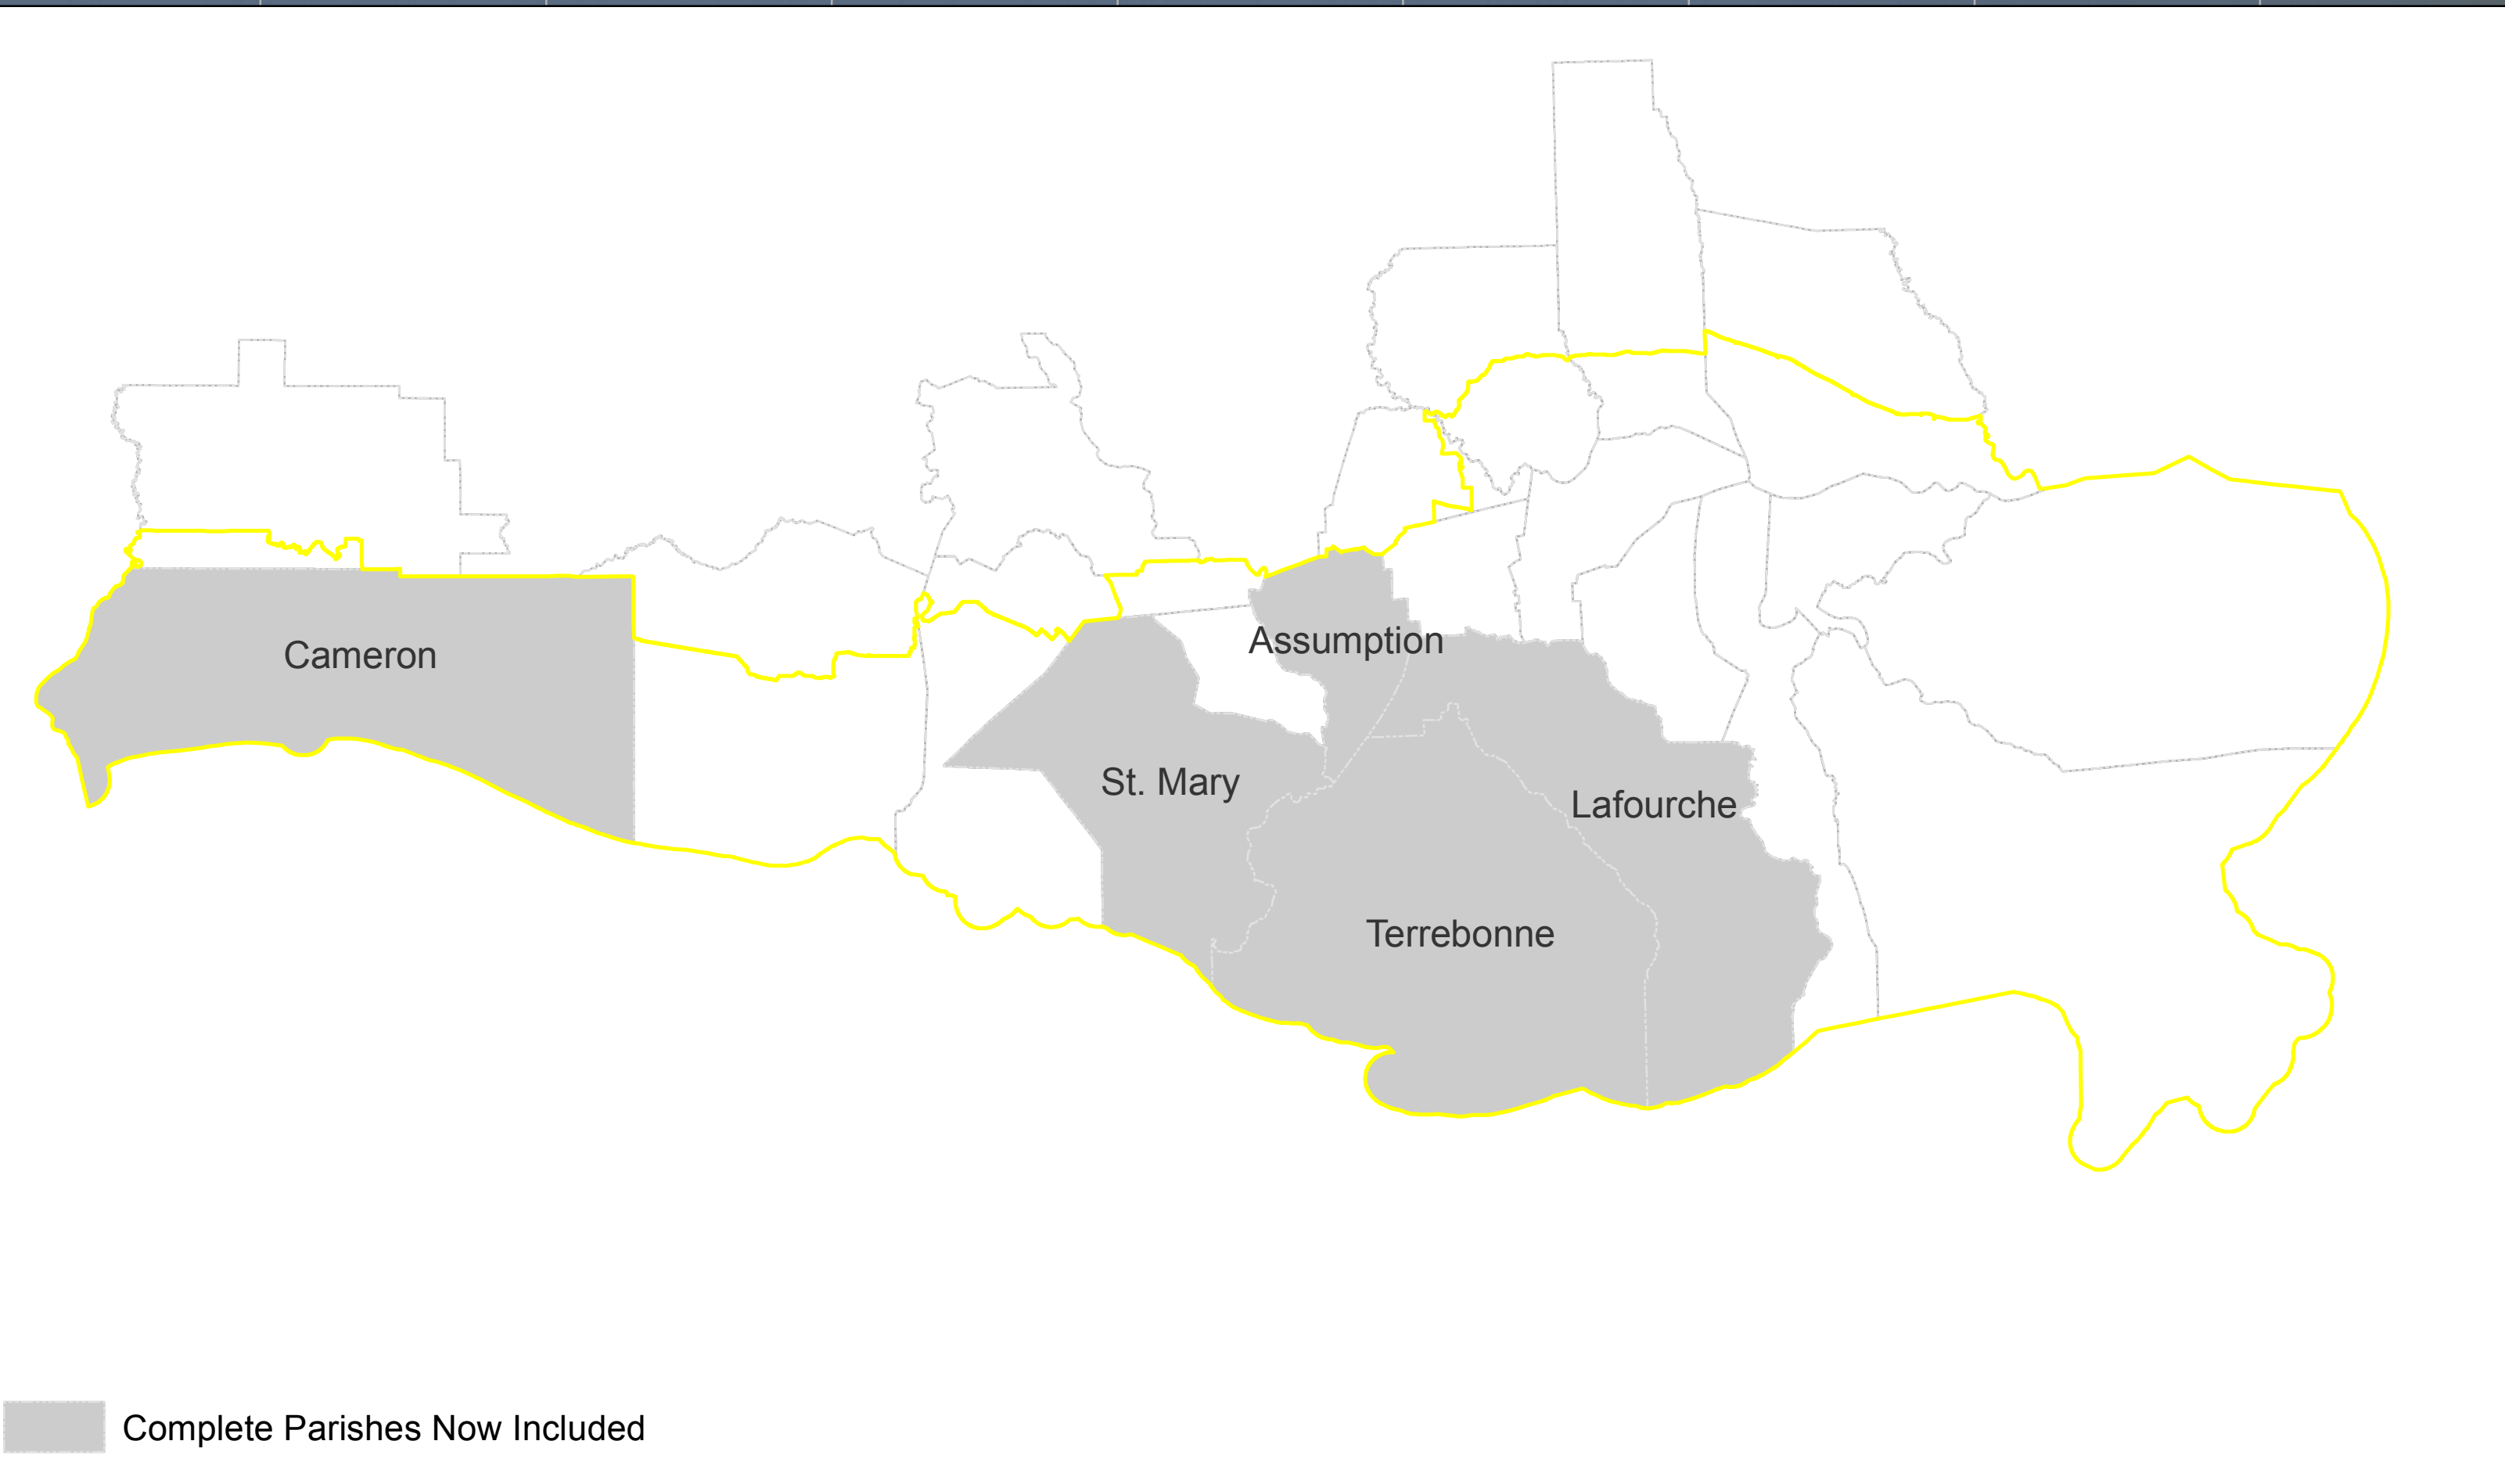 Assumption
Cameron
St. Mary
Lafourche
Terrebonne
Complete Parishes Now Included